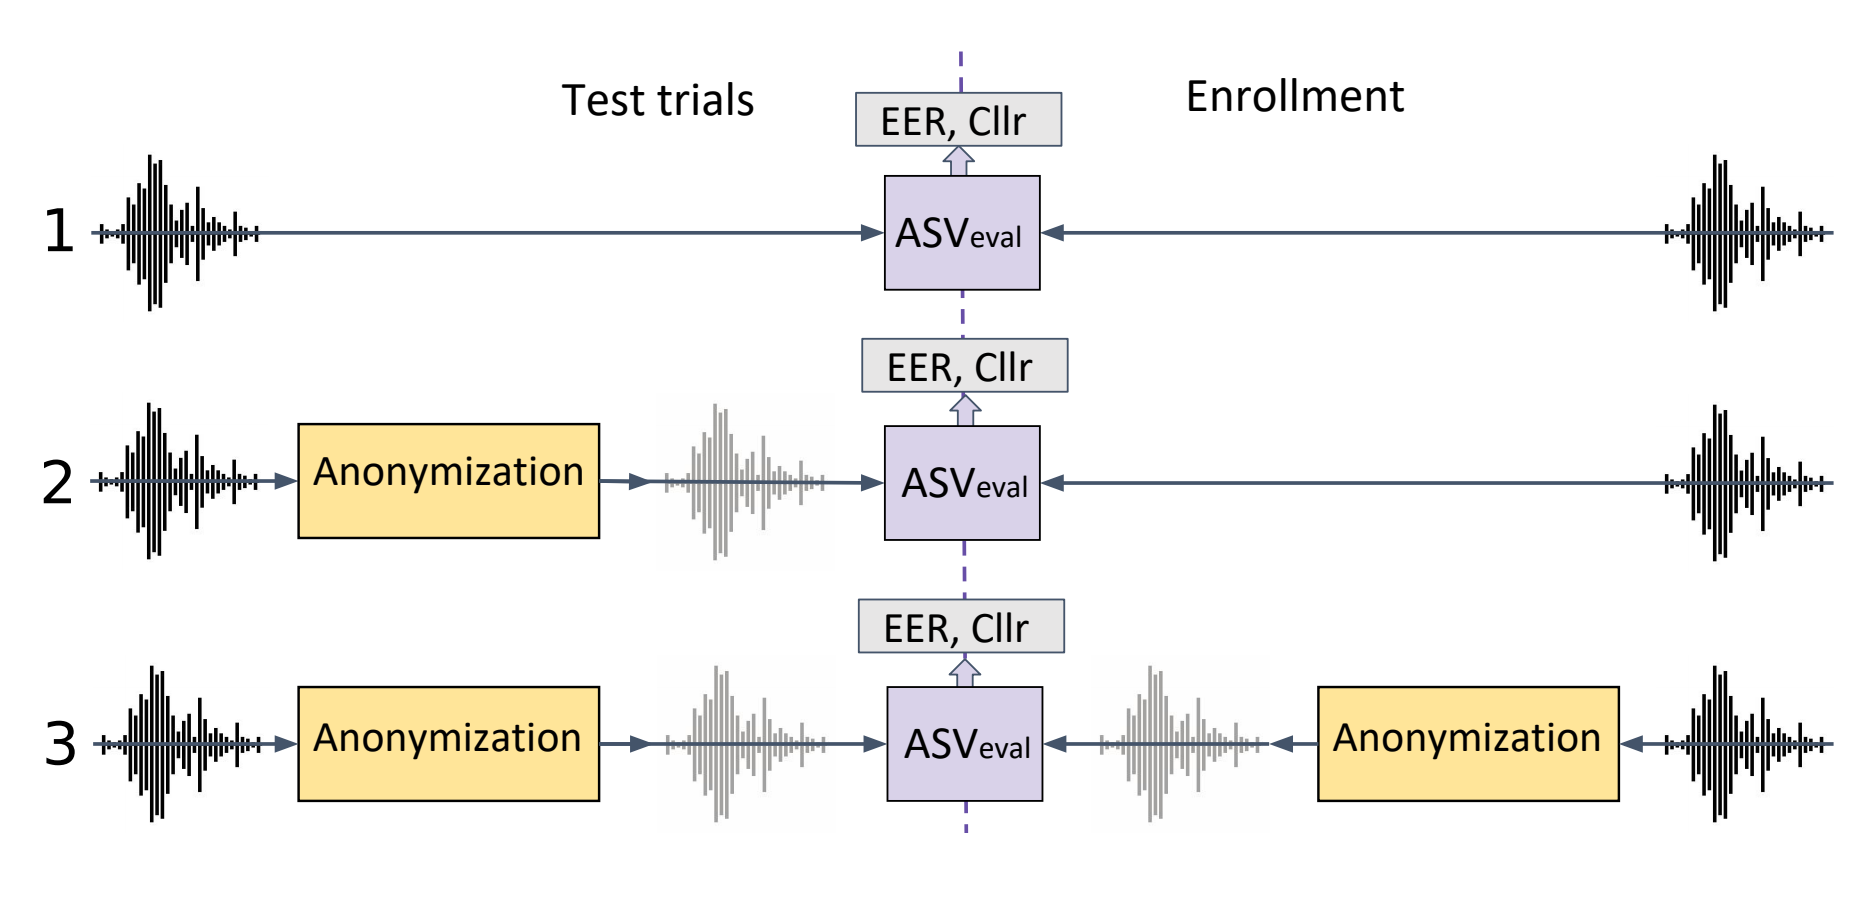 Test trials
Enrollment
EER, Cllr
1
ASVeval
EER, Cllr
2
Anonymization
ASVeval
EER, Cllr
3
Anonymization
ASVeval
Anonymization